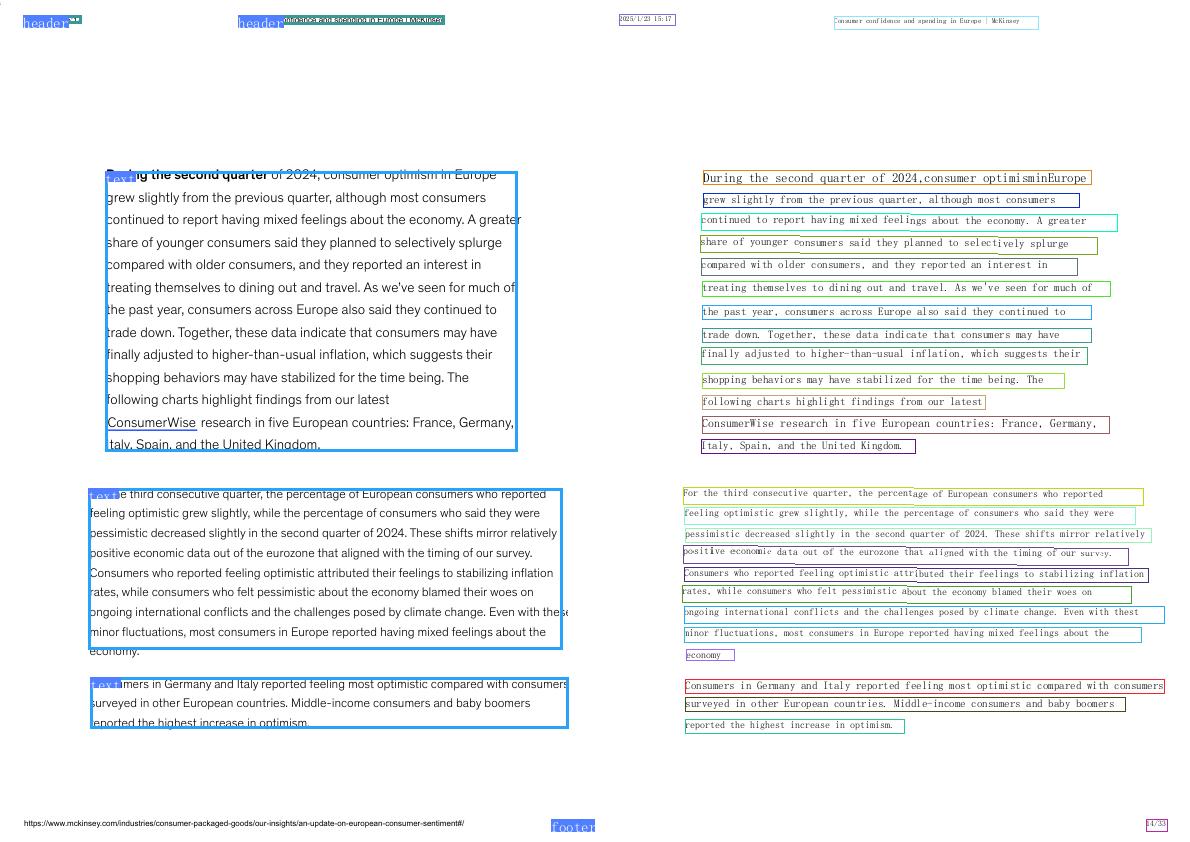 header
header
During the second quarter of 2024, consumer optimism in Europe
grew slightly from the previous quarter, although most consumers
continued to report having mixed feelings about the economy. A greater
share of younger consumers said they planned to selectively splurge
compared with older consumers, and they reported an interest in
treating themselves to dining out and travel. As we've seen for much of
the past year, consumers across Europe also said they continued to
trade down. Together, these data indicate that consumers may have
finally adjusted to higher-than-usual inflation, which suggests their
shopping behaviors may have stabilized for the time being. The
following charts highlight findings from our latest
ConsumerWise research in five European countries: France, Germany,
Italy, Spain, and the United Kingdom.
text
the third consecutive quarter, the percentage of European consumers who reported
feeling optimistic grew slightly, while the percentage of consumers who said they were
pessimistic decreased slightly in the second quarter of 2024. These shifts mirror relatively
positive economic data out of the eurozone that aligned with the timing of our survey.
Consumers who reported feeling optimistic attributed their feelings to stabilizing inflation
rates, while consumers who felt pessimistic about the economy blamed their woes on
ongoing international conflicts and the challenges posed by climate change. Even with these
minor fluctuations, most consumers in Europe reported having mixed feelings about the
economy.
text
in Germany and Italy reported feeling most optimistic compared with consumers
surveyed in other European countries. Middle-income consumers and baby boomers
reported the highest increase in optimism.
https://www.mckinsey.com/industries/consumer-packaged-goods/our-insights/an-update-on-european-consumer-sentiment#/
footer
2025/1/23 15:17
Consumer confidence and spending in Europe | McKinsey
During the second quarter of 2024,consumer optimisminEurope
grew slightly from the previous quarter, although most consumers
continued to report having mixed feelings about the economy. A greater
share of younger consumers said they planned to selectively splurge
compared with older consumers, and they reported an interest in
treating themselves to dining out and travel. As we've seen for much of
the past year, consumers across Europe also said they continued to
trade down. Together, these data indicate that consumers may have
finally adjusted to higher-than-usual inflation, which suggests their
shopping behaviors may have stabilized for the time being. The
following charts highlight findings from our latest
ConsumerWise research in five European countries: France, Germany,
Italy, Spain, and the United Kingdom.
For the third consecutive quarter, the percentage of European consumers who reported
feeling optimistic grew slightly, while the percentage of consumers who said they were
pessimistic decreased slightly in the second quarter of 2024. These shifts mirror relatively
positive economic data out of the eurozone that aligned with the timing of our survey.
Consumers who reported feeling optimistic attributed their feelings to stabilizing inflation
rates, while consumers who felt pessimistic about the economy blamed their woes on
ongoing international conflicts and the challenges posed by climate change. Even with thest
minor fluctuations, most consumers in Europe reported having mixed feelings about the
economy
Consumers in Germany and Italy reported feeling most optimistic compared with consumers
surveyed in other European countries. Middle-income consumers and baby boomers
reported the highest increase in optimism.
14/33